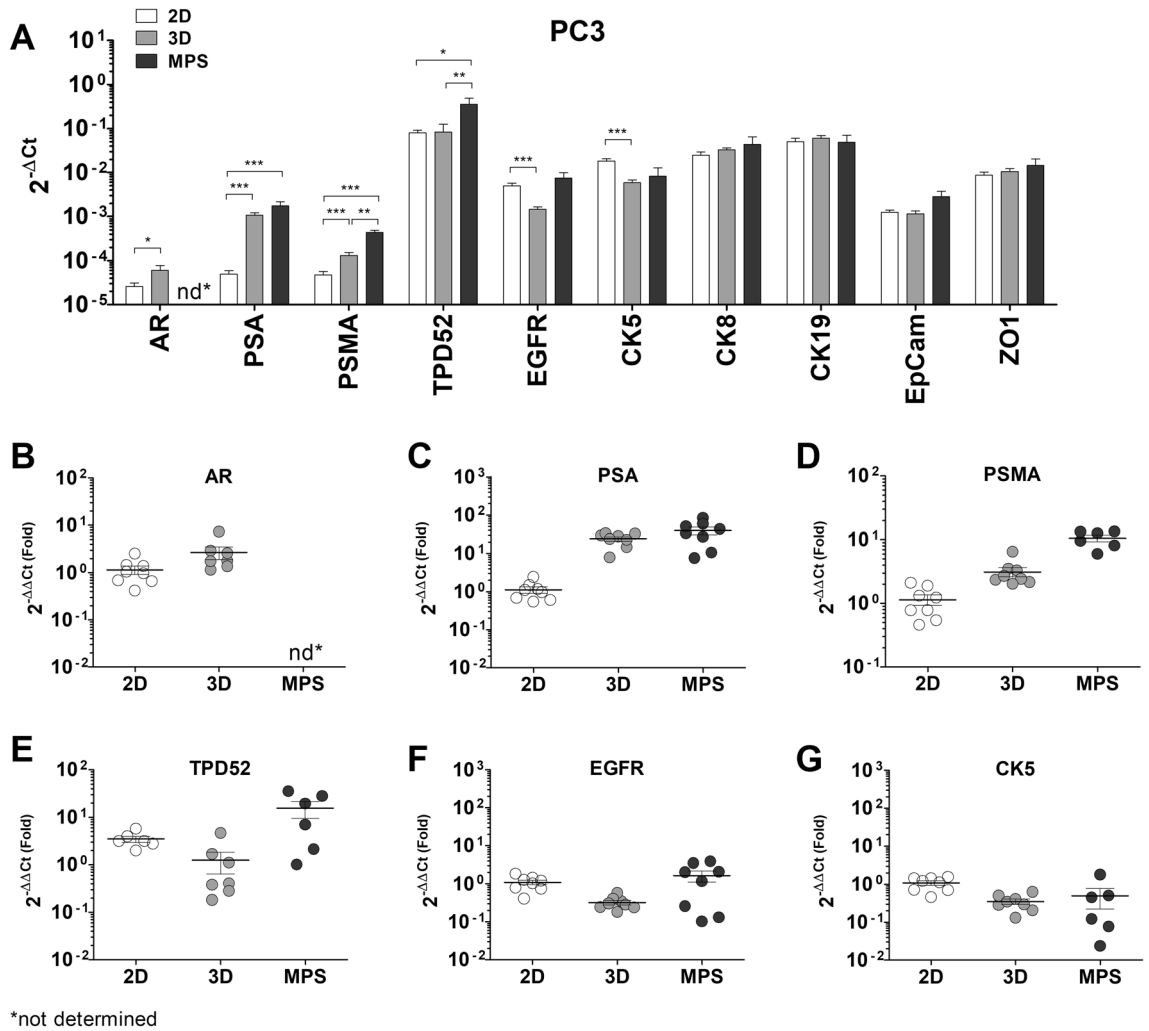 A
PC3
2D
3D
MPS
2^-ΔCt
10^1
10^0
10^-1
10^-2
10^-3
10^-4
10^-5
*
nd*
***
***
***
***
**
*
**
***
***
AR
PSA
PSMA
TPD52
EGFR
CK5
CK8
CK19
EpCam
ZO1
B
AR
2^-ΔΔCt (Fold)
10^2
10^1
10^0
10^-1
10^-2
nd*
2D 3D MPS
C
PSA
2^-ΔΔCt (Fold)
10^3
10^2
10^1
10^0
10^-1
10^-2
2D 3D MPS
D
PSMA
2^-ΔΔCt (Fold)
10^2
10^1
10^0
10^-1
2D 3D MPS
E
TPD52
2^-ΔΔCt (Fold)
10^2
10^1
10^0
10^-1
10^-2
2D 3D MPS
F
EGFR
2^-ΔΔCt (Fold)
10^3
10^2
10^1
10^0
10^-1
10^-2
2D 3D MPS
G
CK5
2^-ΔΔCt (Fold)
10^3
10^2
10^1
10^0
10^-1
10^-2
2D 3D MPS
*not determined